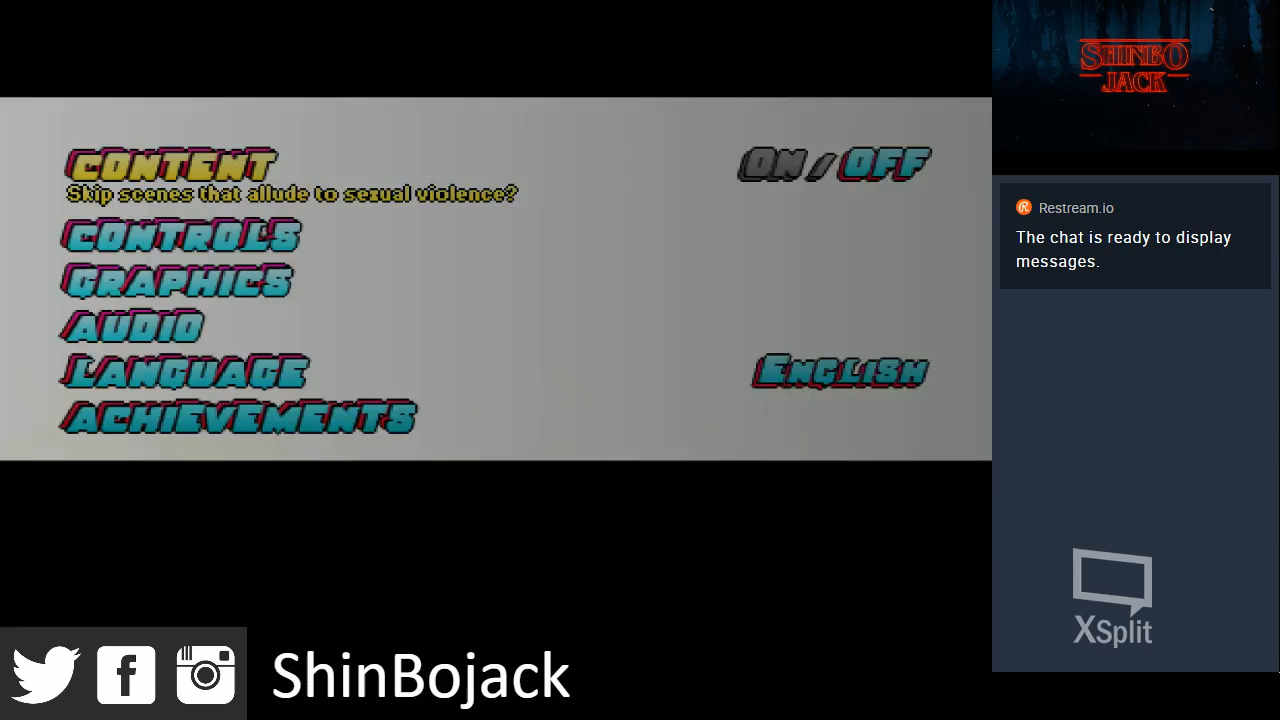 CONTENT ON / OFF
Skip scenes that allude to sexual violence?
CONTROLS
GRAPHICS
AUDIO
LANGUAGE ENGLISH
ACHIEVEMENTS
SHINBO
JACK
Restream.io
The chat is ready to display
messages.
XSplit
ShinBojack